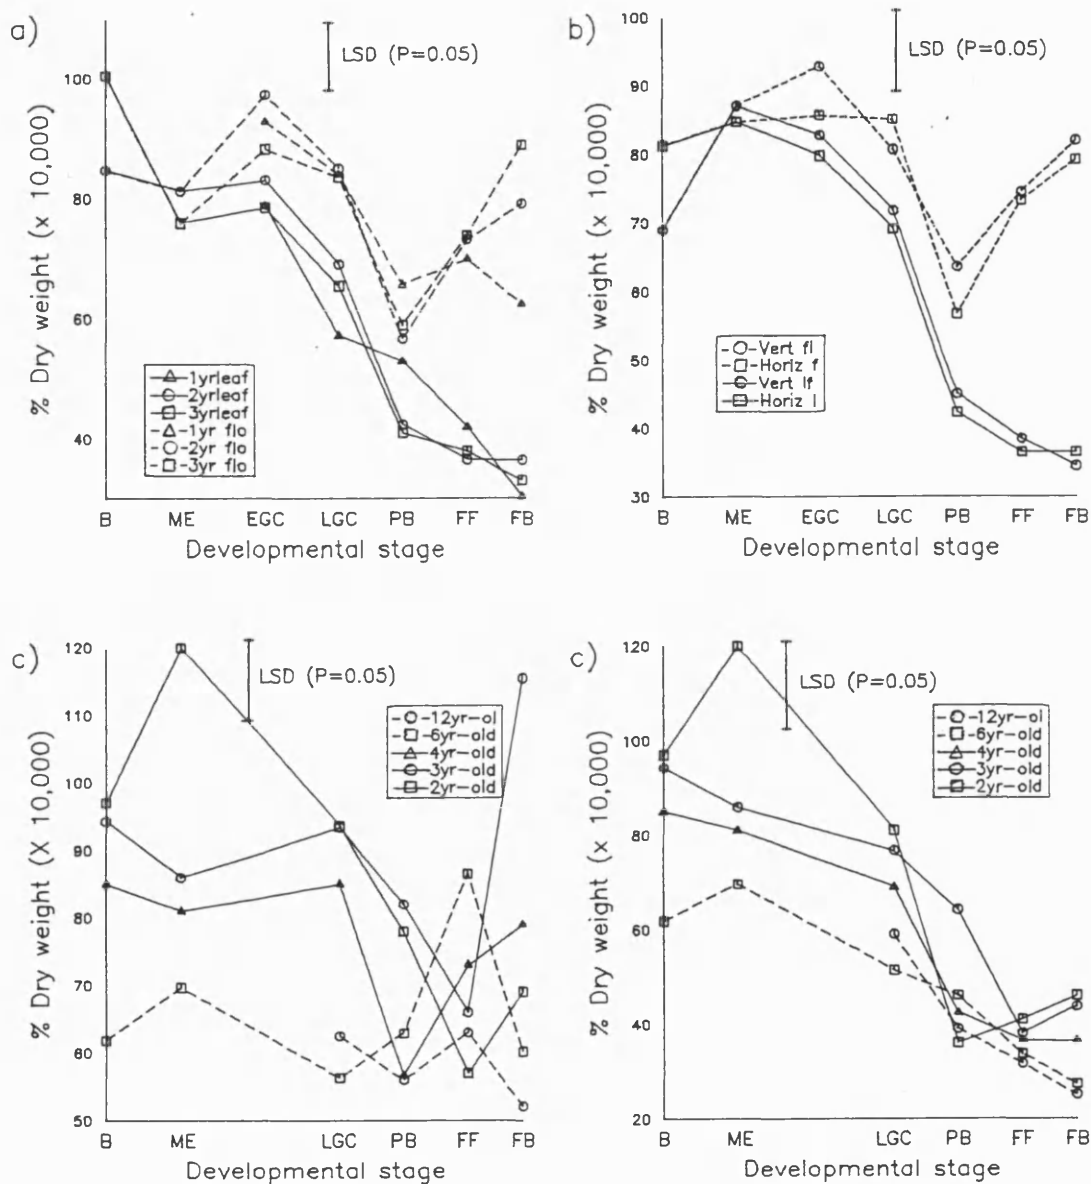 a)
LSD (P=0.05)
% Dry weight (x 10,000)
100
80
60
40
1yrleaf
2yrleaf
3yrleaf
1yr flo
2yr flo
3yr flo
B ME EGC LGC PB FF FB
Developmental stage
b)
LSD (P=0.05)
% Dry weight (x 10,000)
100
90
80
70
60
50
40
30
Vert fl
Horiz f
Vert lf
Horiz l
B ME EGC LGC PB FF FB
Developmental stage
c)
LSD (P=0.05)
% Dry weight (X 10,000)
120
110
100
90
80
70
60
50
12yr-ol
6yr-old
4yr-old
3yr-old
2yr-old
B ME LGC PB FF FB
Developmental stage
c)
LSD (P=0.05)
% Dry weight (x 10,000)
120
100
80
60
40
20
12yr-ol
6yr-old
4yr-old
3yr-old
2yr-old
B ME LGC PB FF FB
Developmental stage